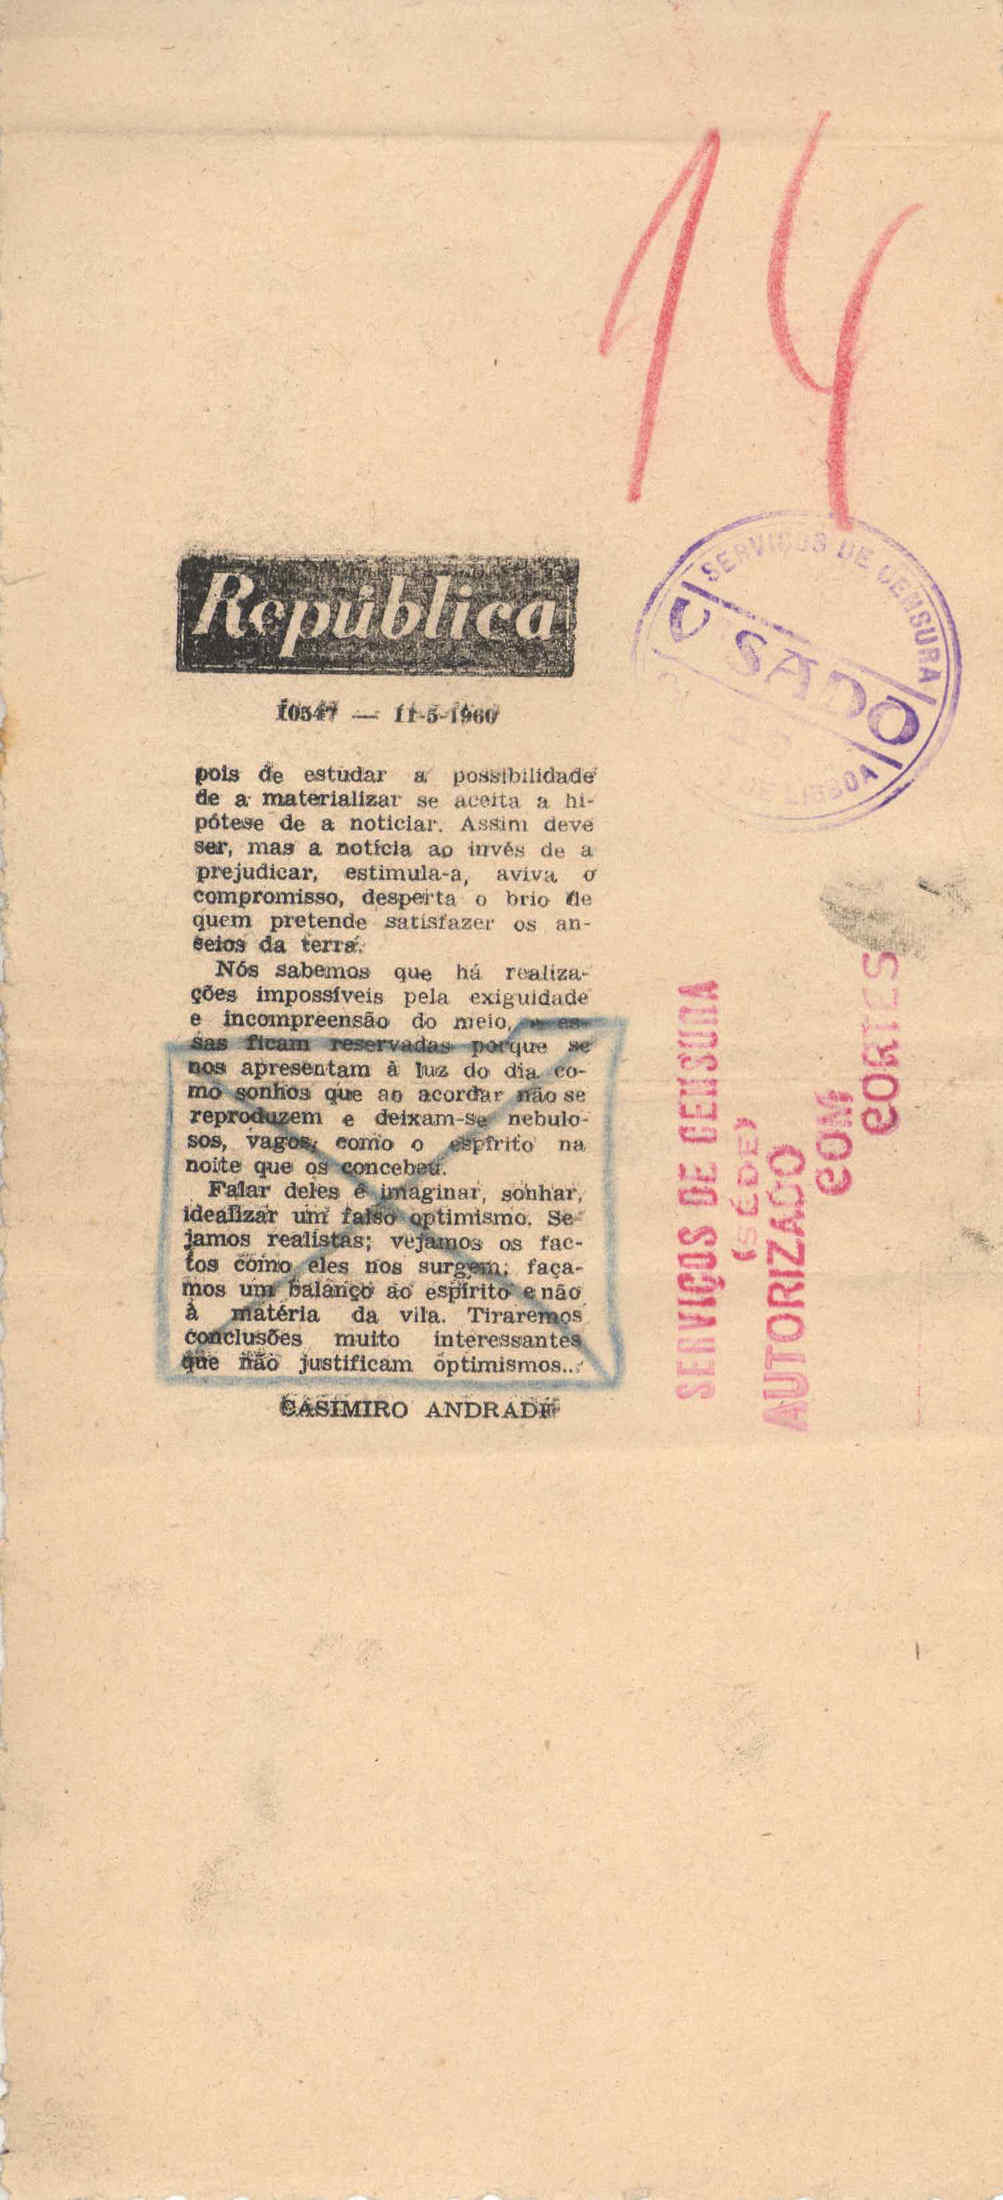 14
República
10547 — 11-5-1960
SERVIÇOS DE CENSURA
VISADO
LISBOA
pois de estudar a possibilidade
de a materializar se aceita a hi-
pótese de a noticiar. Assim deve
ser, mas a notícia ao invés de a
prejudicar, estimula-a, aviva o
compromisso, desperta o brio de
quem pretende satisfazer os an-
seios da terra.
Nós sabemos que há realiza-
ções impossíveis pela exiguidade
e incompreensão do meio, e es-
sas ficam reservadas porque se
nos apresentam à luz do dia co-
mo sonhos que ao acordar não se
reproduzem e deixam-se nebulo-
sos, vagos, como o espírito na
noite que os concebeu.
Falar deles é imaginar, sonhar,
idealizar um falso optimismo. Se-
jamos realistas; vejamos os fac-
tos como eles nos surgem; faça-
mos um balanço ao espírito e não
à matéria da vila. Tiraremos
conclusões muito interessantes
que não justificam optimismos...
CASIMIRO ANDRADE
SERVIÇOS DE CENSURA
(SÉDE)
AUTORIZADO
COM
CORTES